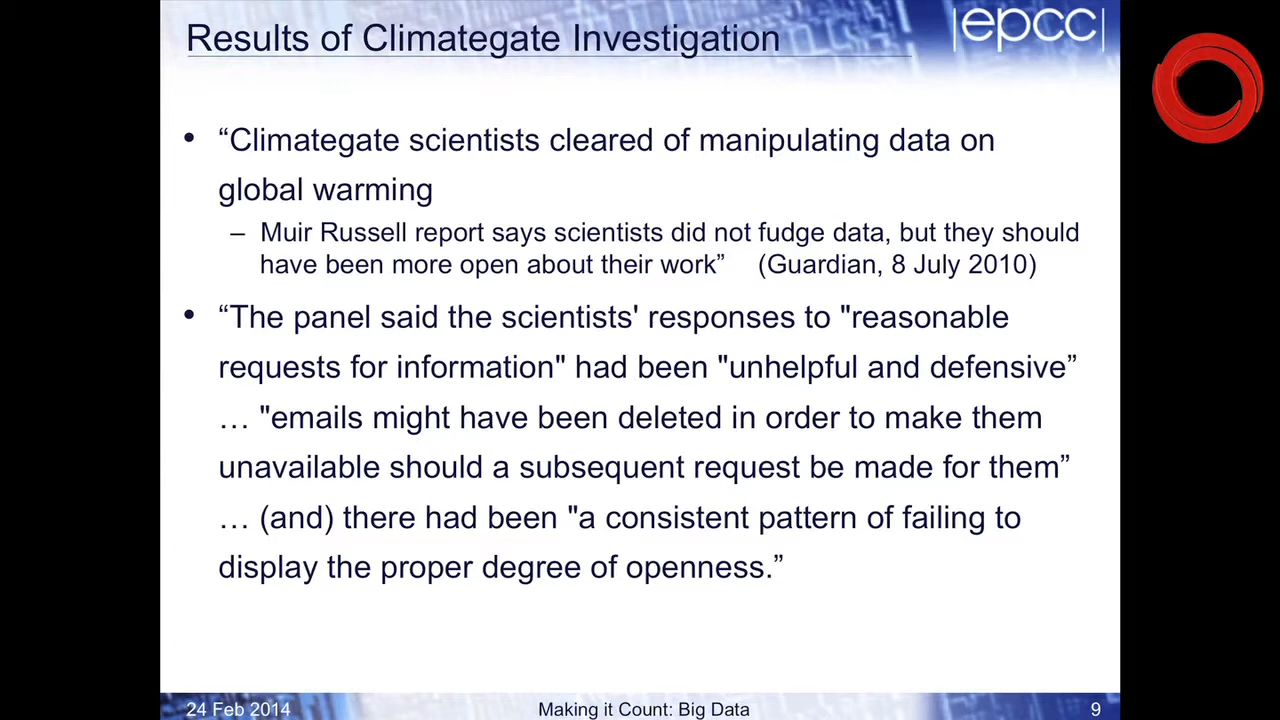 Results of Climategate Investigation
|epcc|
• “Climategate scientists cleared of manipulating data on
global warming
– Muir Russell report says scientists did not fudge data, but they should
have been more open about their work” (Guardian, 8 July 2010)
• “The panel said the scientists' responses to "reasonable
requests for information" had been "unhelpful and defensive”
… "emails might have been deleted in order to make them
unavailable should a subsequent request be made for them”
… (and) there had been "a consistent pattern of failing to
display the proper degree of openness.”
24 Feb 2014
Making it Count: Big Data
9